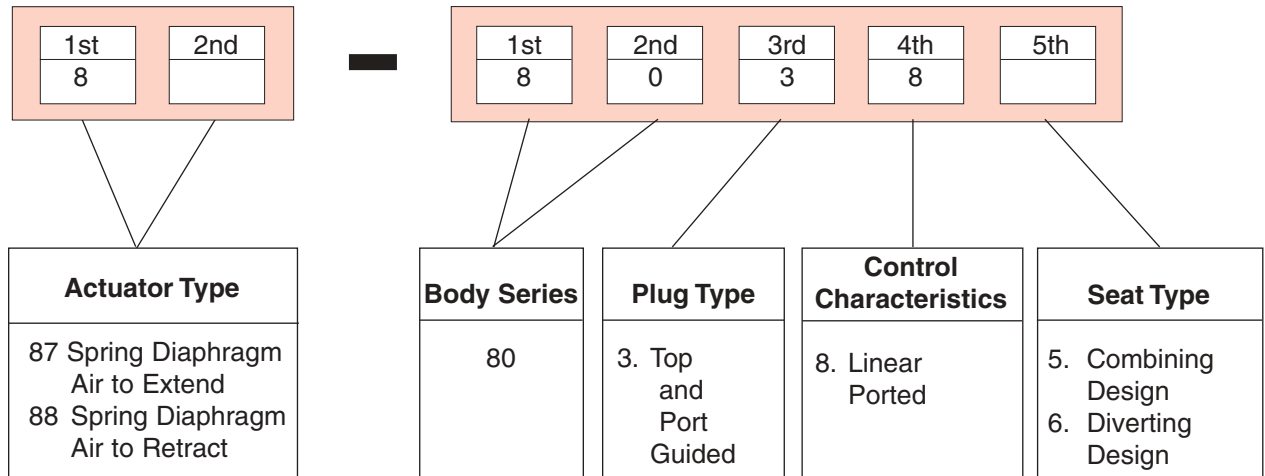 1st
8
2nd
1st
8
2nd
0
3rd
3
4th
8
5th
Actuator Type
87 Spring Diaphragm
Air to Extend
88 Spring Diaphragm
Air to Retract
Body Series
80
Plug Type
3. Top
and
Port
Guided
Control
Characteristics
8. Linear
Ported
Seat Type
5. Combining
Design
6. Diverting
Design